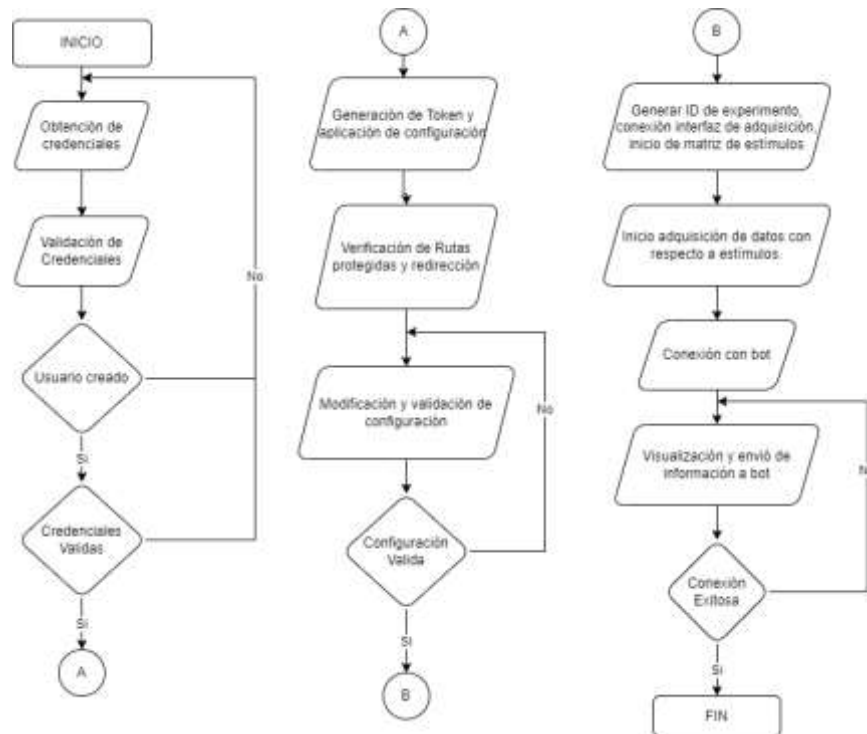 INICIO
Obtención de
credenciales
Validación de
Credenciales
No
Usuario creado
Si
Credenciales
Validas
Si
A
A
Generación de Token y
aplicación de configuración
Verificación de Rutas
protegidas y redirección
Modificación y validación de
configuración
No
Configuración
Valida
Si
B
B
Generar ID de experimento,
conexión interfaz de adquisición,
inicio de matriz de estímulos
Inicio adquisición de datos con
respecto a estímulos.
Conexión con bot
Visualización y envió de
información a bot
N
Conexión
Exitosa
Si
FIN